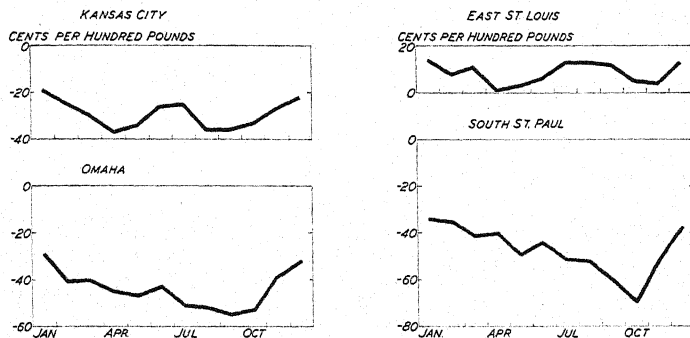 KANSAS CITY
CENTS PER HUNDRED POUNDS
0
-20
-40
OMAHA
0
-20
-40
-60
JAN APR. JUL OCT
EAST ST. LOUIS
CENTS PER HUNDRED POUNDS
20
0
SOUTH ST. PAUL
0
-20
-40
-60
-80
JAN. APR. JUL OCT